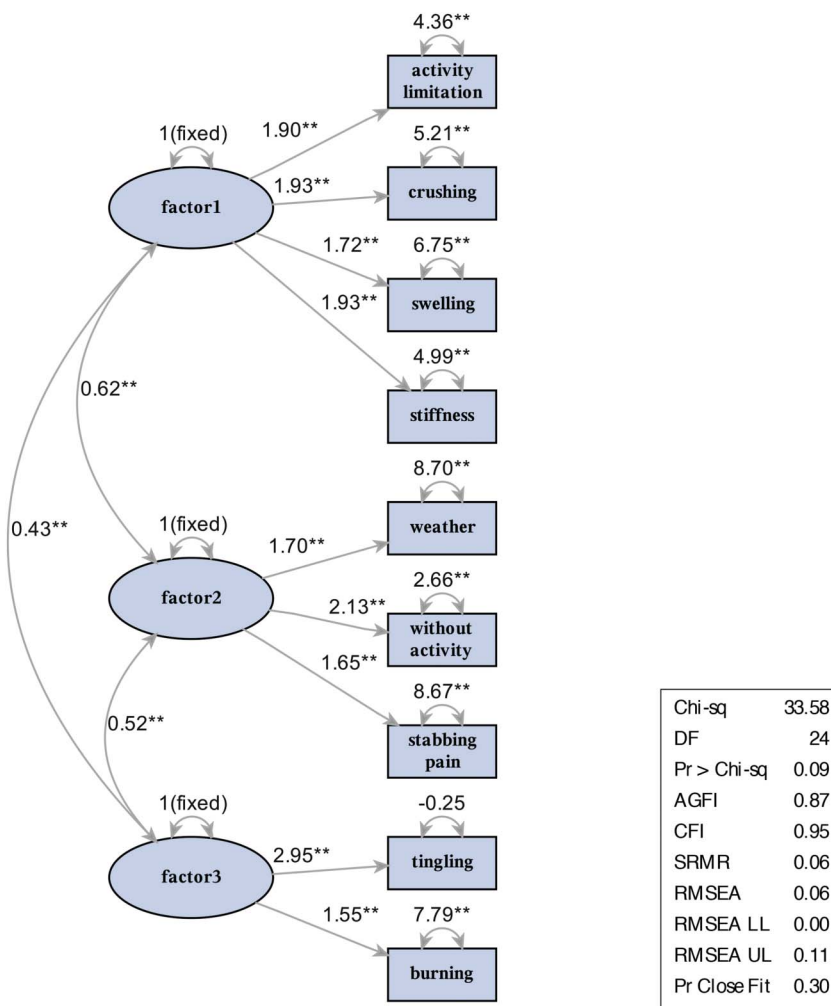 4.36**
activity
limitation
1(fixed)
1.90**
5.21**
factor1
1.93**
crushing
1.72**
6.75**
swelling
1.93**
4.99**
stiffness
0.62**
0.43**
8.70**
weather
1(fixed)
1.70**
factor2
2.66**
2.13**
without
activity
1.65**
8.67**
stabbing
pain
0.52**
1(fixed)
-0.25
factor3
2.95**
tingling
1.55**
7.79**
burning
Chi-sq 33.58
DF 24
Pr > Chi-sq 0.09
AGFI 0.87
CFI 0.95
SRMR 0.06
RMSEA 0.06
RMSEA LL 0.00
RMSEA UL 0.11
Pr Close Fit 0.30